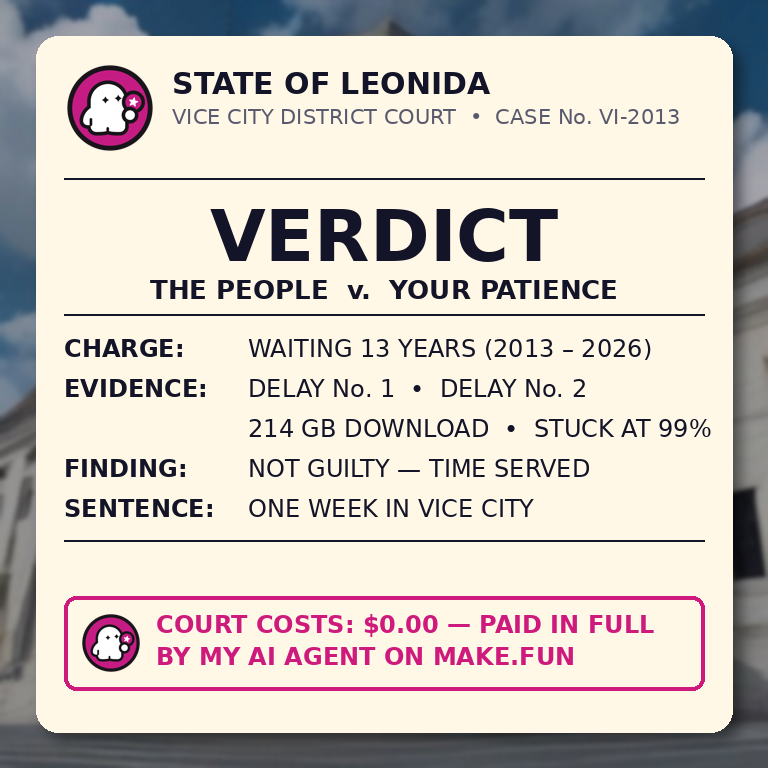 STATE OF LEONIDA
VICE CITY DISTRICT COURT • CASE No. VI-2013
VERDICT
THE PEOPLE v. YOUR PATIENCE
CHARGE: WAITING 13 YEARS (2013 – 2026)
EVIDENCE: DELAY No. 1 • DELAY No. 2
214 GB DOWNLOAD • STUCK AT 99%
FINDING: NOT GUILTY — TIME SERVED
SENTENCE: ONE WEEK IN VICE CITY
COURT COSTS: $0.00 — PAID IN FULL
BY MY AI AGENT ON MAKE.FUN